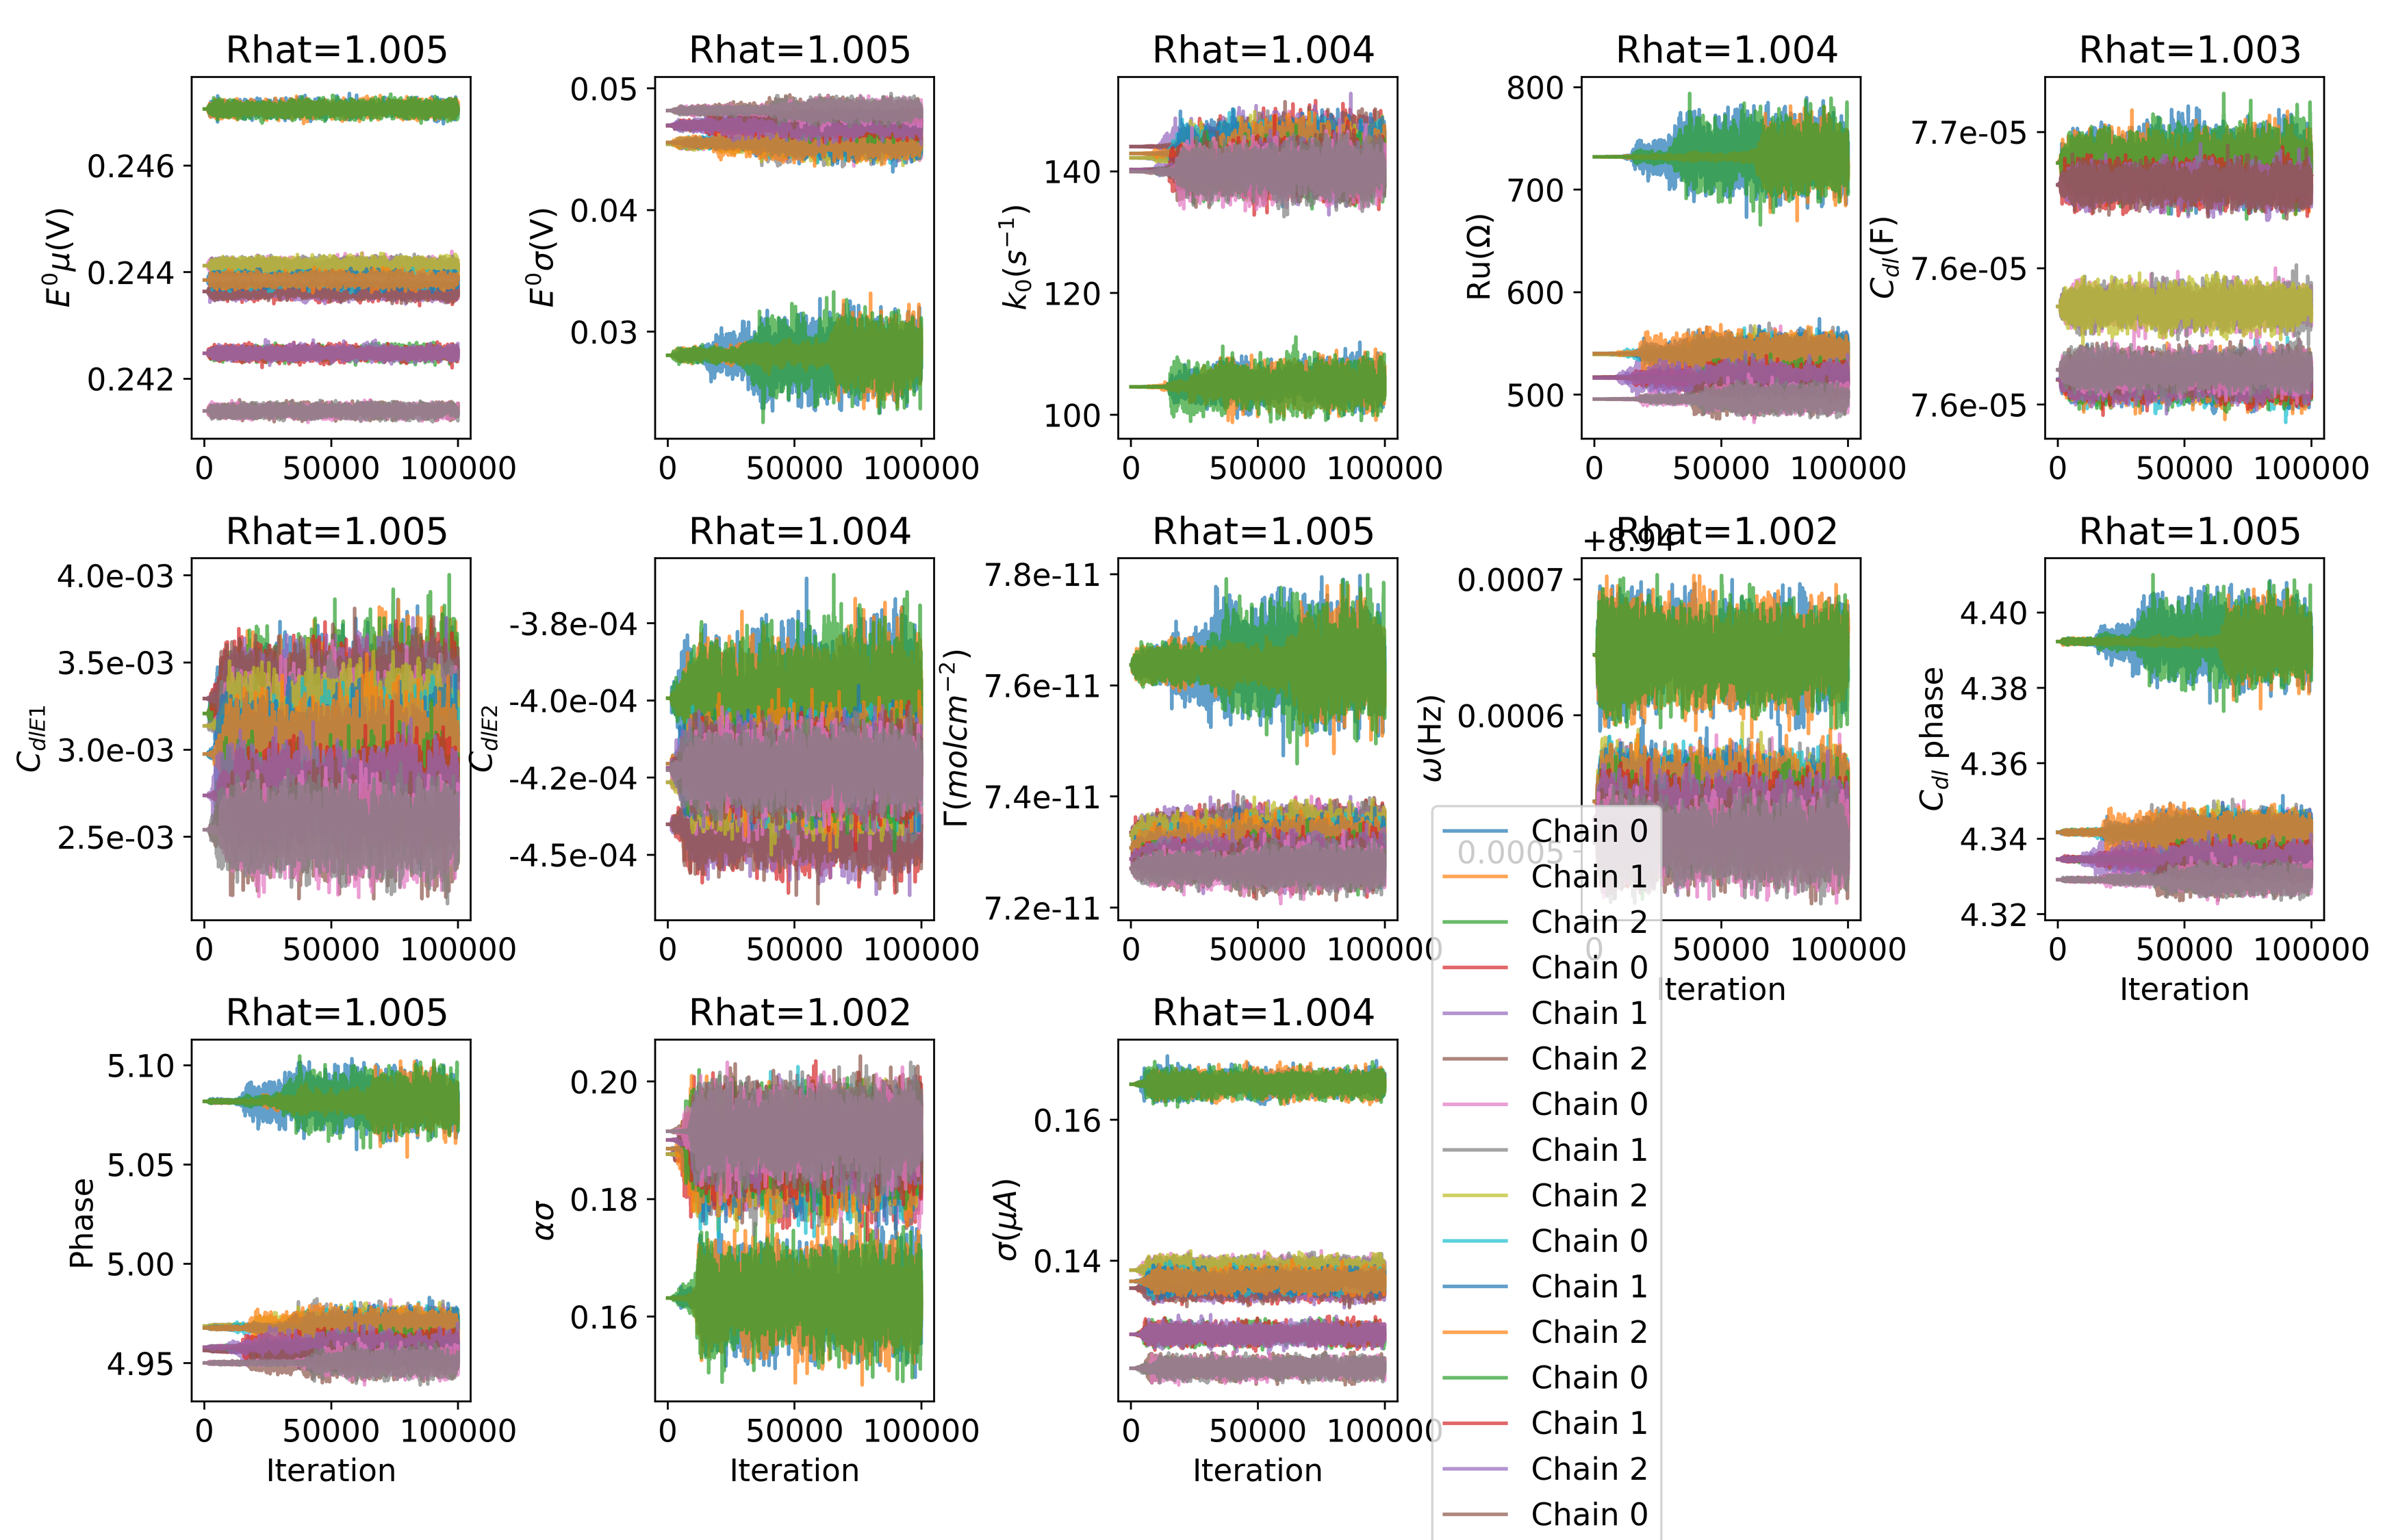 Rhat=1.005
Rhat=1.005
Rhat=1.004
Rhat=1.004
Rhat=1.003
E⁰μ(V)
0.246
0.244
0.242
0 50000 100000
E⁰σ(V)
0.05
0.04
0.03
0 50000 100000
k₀(s⁻¹)
140
120
100
0 50000 100000
Ru(Ω)
800
700
600
500
0 50000 100000
C_dl(F)
7.7e-05
7.6e-05
7.6e-05
0 50000 100000
Rhat=1.005
Rhat=1.004
Rhat=1.005
Rhat=1.002
Rhat=1.005
C_dlE1
4.0e-03
3.5e-03
3.0e-03
2.5e-03
0 50000 100000
C_dlE2
-3.8e-04
-4.0e-04
-4.2e-04
-4.5e-04
0 50000 100000
Γ(molcm⁻²)
7.8e-11
7.6e-11
7.4e-11
7.2e-11
0 50000 100000
ω(Hz)
+8.94
0.0007
0.0006
0.0005
0 50000 100000
Iteration
C_dl phase
4.40
4.38
4.36
4.34
4.32
0 50000 100000
Iteration
Rhat=1.005
Rhat=1.002
Rhat=1.004
Phase
5.10
5.05
5.00
4.95
0 50000 100000
Iteration
ασ
0.20
0.18
0.16
0 50000 100000
Iteration
σ(μA)
0.16
0.14
0 50000 100000
Iteration
Chain 0
Chain 1
Chain 2
Chain 0
Chain 1
Chain 2
Chain 0
Chain 1
Chain 2
Chain 0
Chain 1
Chain 2
Chain 0
Chain 1
Chain 2
Chain 0